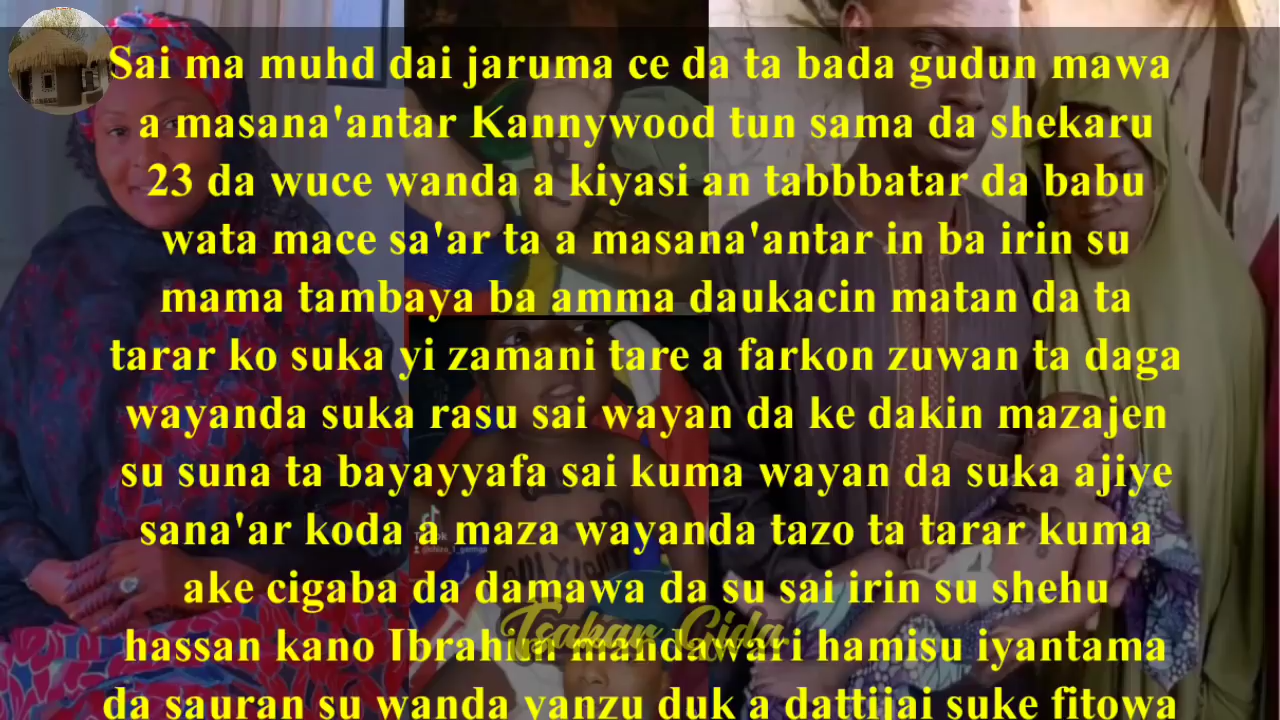 Sai ma muhd dai jaruma ce da ta bada gudun mawa
a masana'antar Kannywood tun sama da shekaru
23 da wuce wanda a kiyasi an tabbbatar da babu
wata mace sa'ar ta a masana'antar in ba irin su
mama tambaya ba amma daukacin matan da ta
tarar ko suka yi zamani tare a farkon zuwan ta daga
wayanda suka rasu sai wayan da ke dakin mazajen
su suna ta bayayyafa sai kuma wayan da suka ajiye
sana'ar koda a maza wayanda tazo ta tarar kuma
ake cigaba da damawa da su sai irin su shehu
hassan kano Ibrahim mandawari hamisu iyantama
da sauran su wanda yanzu duk a dattijai suke fitowa
Tsakar Gida